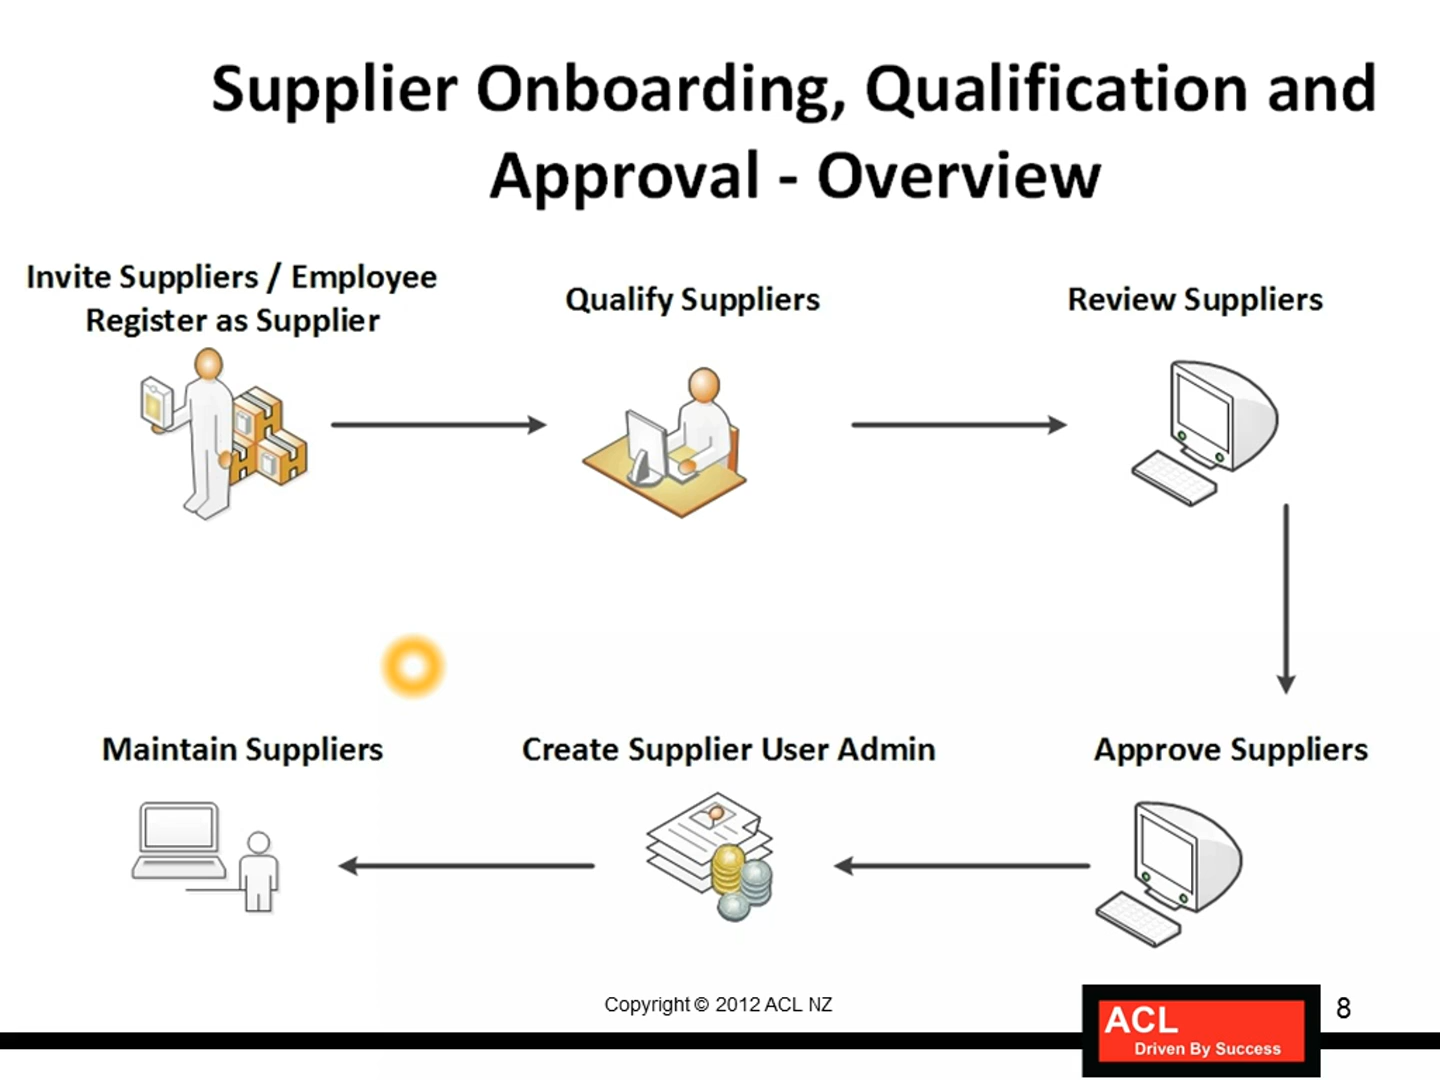 Supplier Onboarding, Qualification and
Approval - Overview
Invite Suppliers / Employee
Register as Supplier
Qualify Suppliers
Review Suppliers
Maintain Suppliers
Create Supplier User Admin
Approve Suppliers
Copyright © 2012 ACL NZ
ACL
Driven By Success
8